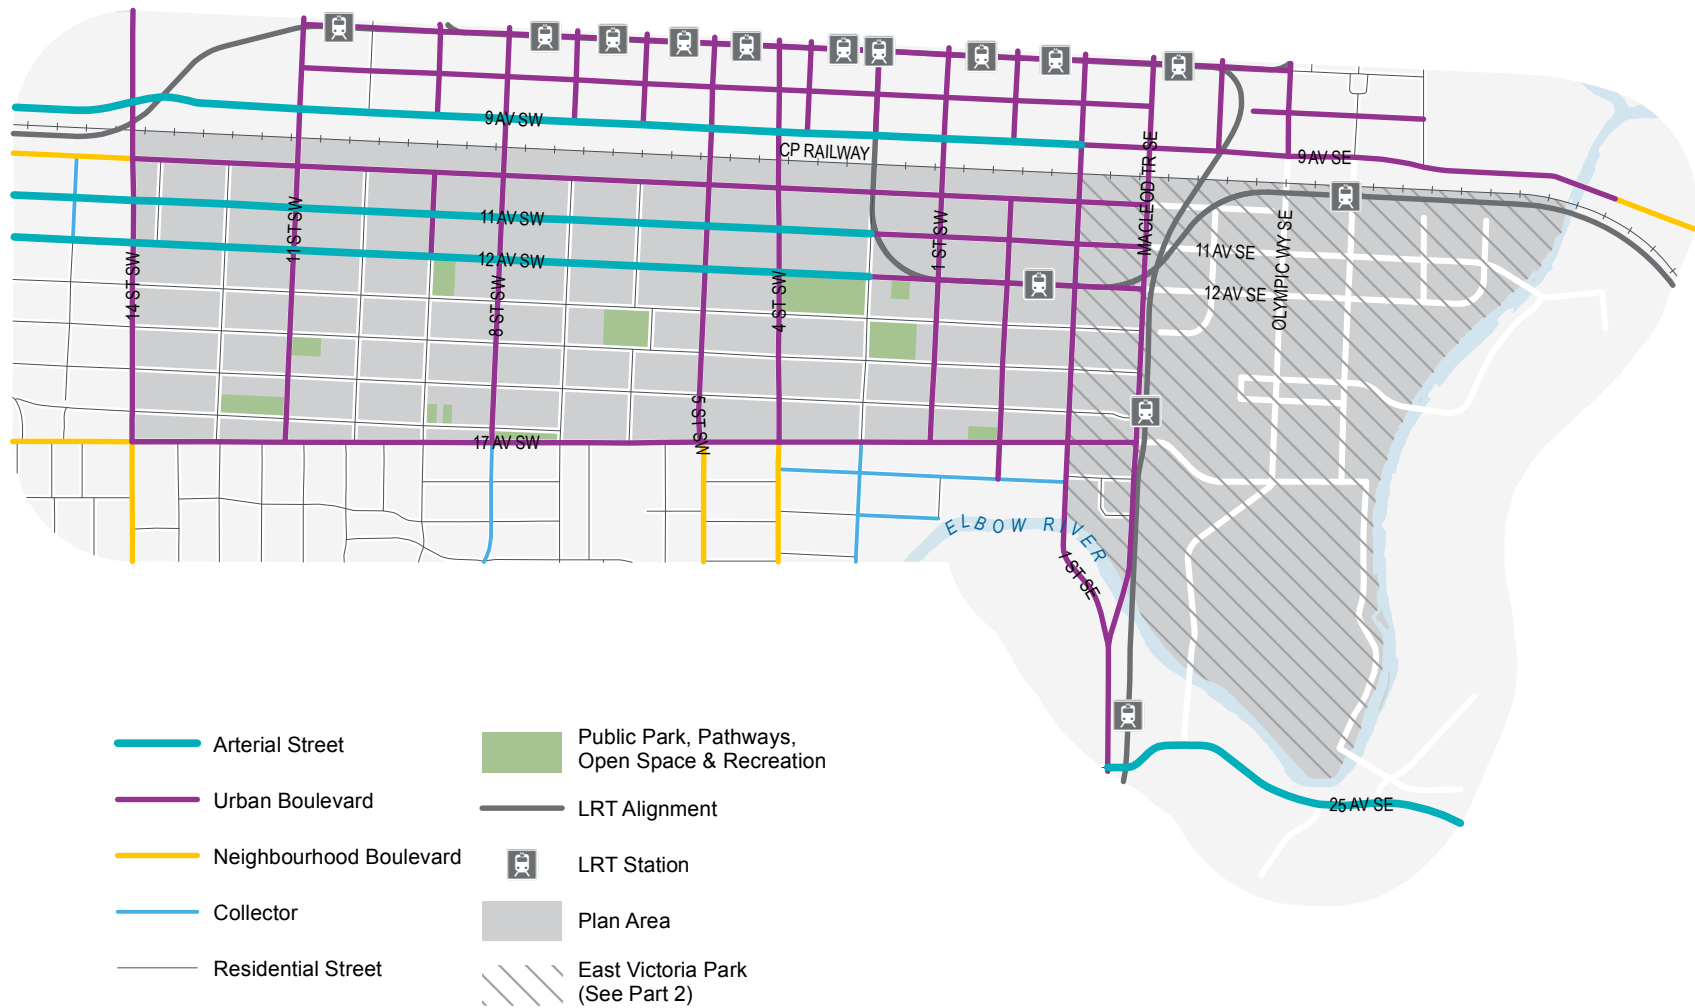 9 AV SW
CP RAILWAY
MACLEOD TR SE
9 AV SE
11 ST SW
11 AV SW
1 ST SW
11 AV SE
OLYMPIC WY SE
14 ST SW
12 AV SW
8 ST SW
4 ST SW
12 AV SE
5 ST SW
17 AV SW
ELBOW RIVER
1 ST SE
25 AV SE
Arterial Street
Urban Boulevard
Neighbourhood Boulevard
Collector
Residential Street
Public Park, Pathways,
Open Space & Recreation
LRT Alignment
LRT Station
Plan Area
East Victoria Park
(See Part 2)